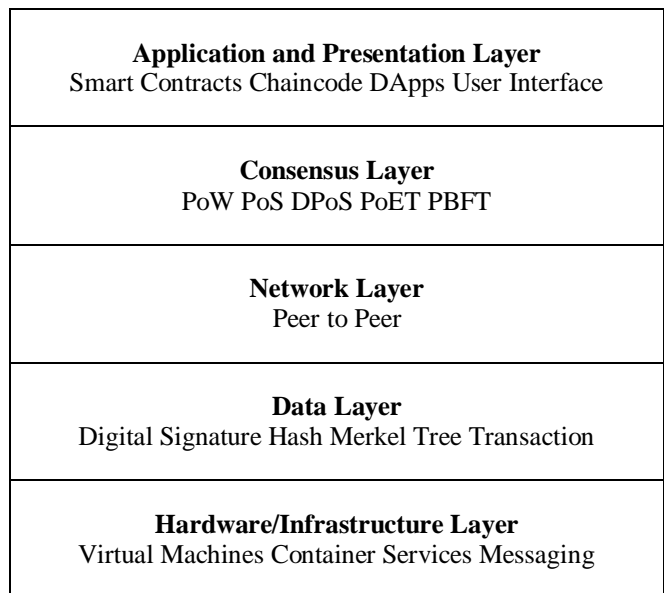 Application and Presentation Layer
Smart Contracts Chaincode DApps User Interface
Consensus Layer
PoW PoS DPoS PoET PBFT
Network Layer
Peer to Peer
Data Layer
Digital Signature Hash Merkel Tree Transaction
Hardware/Infrastructure Layer
Virtual Machines Container Services Messaging